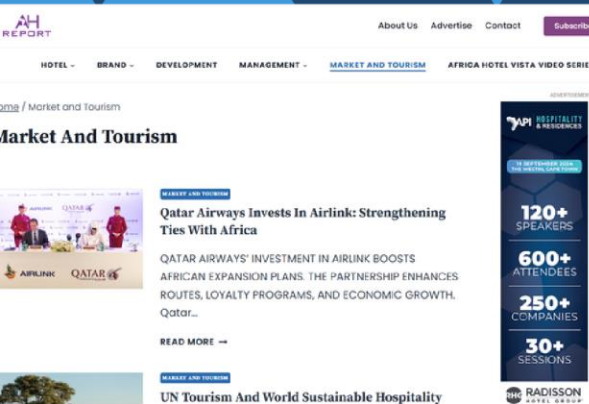 AH
REPORT
About Us Advertise Contact Subscribe
HOTEL BRAND DEVELOPMENT MANAGEMENT MARKET AND TOURISM AFRICA HOTEL VISTA VIDEO SERIE
ome / Market and Tourism
Market And Tourism
ADVERTISEMENT
API HOSPITALITY
& RESIDENCES
120+
SPEAKERS
600+
ATTENDEES
250+
COMPANIES
30+
SESSIONS
RHG RADISSON
HOTEL GROUP
QATAR
AIRLINK QATAR
MARKET AND TOURISM
Qatar Airways Invests In Airlink: Strengthening
Ties With Africa
QATAR AIRWAYS' INVESTMENT IN AIRLINK BOOSTS
AFRICAN EXPANSION PLANS. THE PARTNERSHIP ENHANCES
ROUTES, LOYALTY PROGRAMS, AND ECONOMIC GROWTH.
Qatar...
READ MORE →
MARKET AND TOURISM
UN Tourism And World Sustainable Hospitality